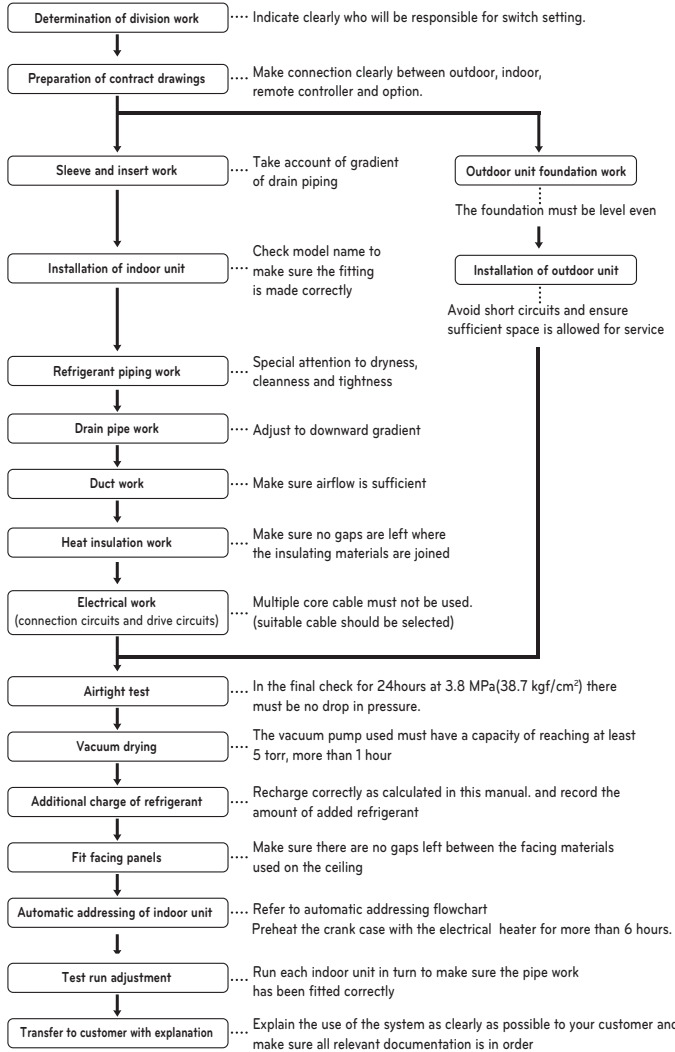 Determination of division work
Indicate clearly who will be responsible for switch setting.
Preparation of contract drawings
Make connection clearly between outdoor, indoor,
remote controller and option.
Sleeve and insert work
Take account of gradient
of drain piping
Outdoor unit foundation work
The foundation must be level even
Installation of indoor unit
Check model name to
make sure the fitting
is made correctly
Installation of outdoor unit
Avoid short circuits and ensure
sufficient space is allowed for service
Refrigerant piping work
Special attention to dryness,
cleanness and tightness
Drain pipe work
Adjust to downward gradient
Duct work
Make sure airflow is sufficient
Heat insulation work
Make sure no gaps are left where
the insulating materials are joined
Electrical work
(connection circuits and drive circuits)
Multiple core cable must not be used.
(suitable cable should be selected)
Airtight test
In the final check for 24hours at 3.8 MPa(38.7 kgf/cm²) there
must be no drop in pressure.
Vacuum drying
The vacuum pump used must have a capacity of reaching at least
5 torr, more than 1 hour
Additional charge of refrigerant
Recharge correctly as calculated in this manual. and record the
amount of added refrigerant
Fit facing panels
Make sure there are no gaps left between the facing materials
used on the ceiling
Automatic addressing of indoor unit
Refer to automatic addressing flowchart
Preheat the crank case with the electrical heater for more than 6 hours.
Test run adjustment
Run each indoor unit in turn to make sure the pipe work
has been fitted correctly
Transfer to customer with explanation
Explain the use of the system as clearly as possible to your customer and
make sure all relevant documentation is in order